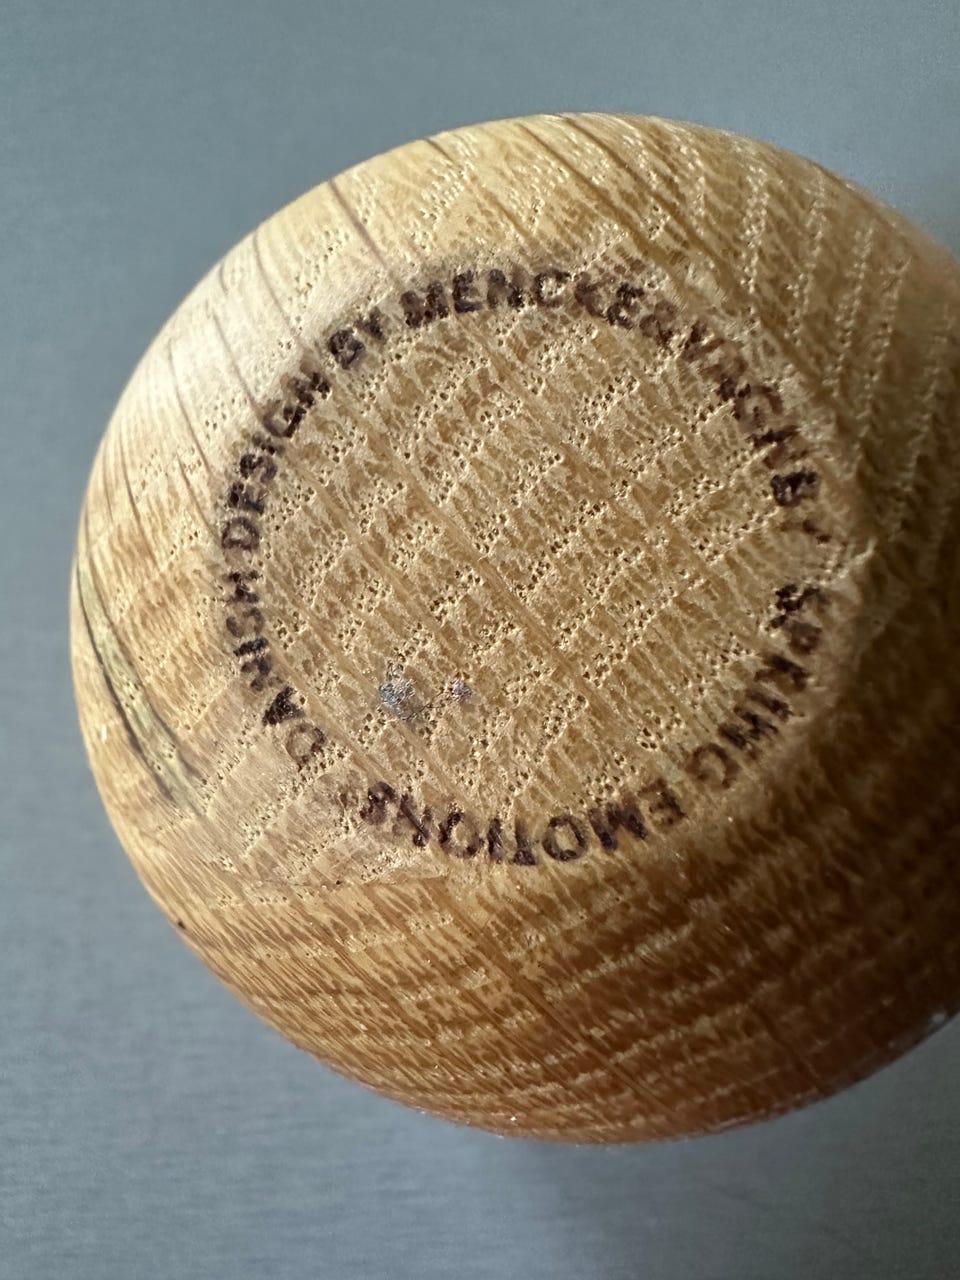 DANISH DESIGN BY MENCKE&VAGNBY
SPRING EMOTIONS